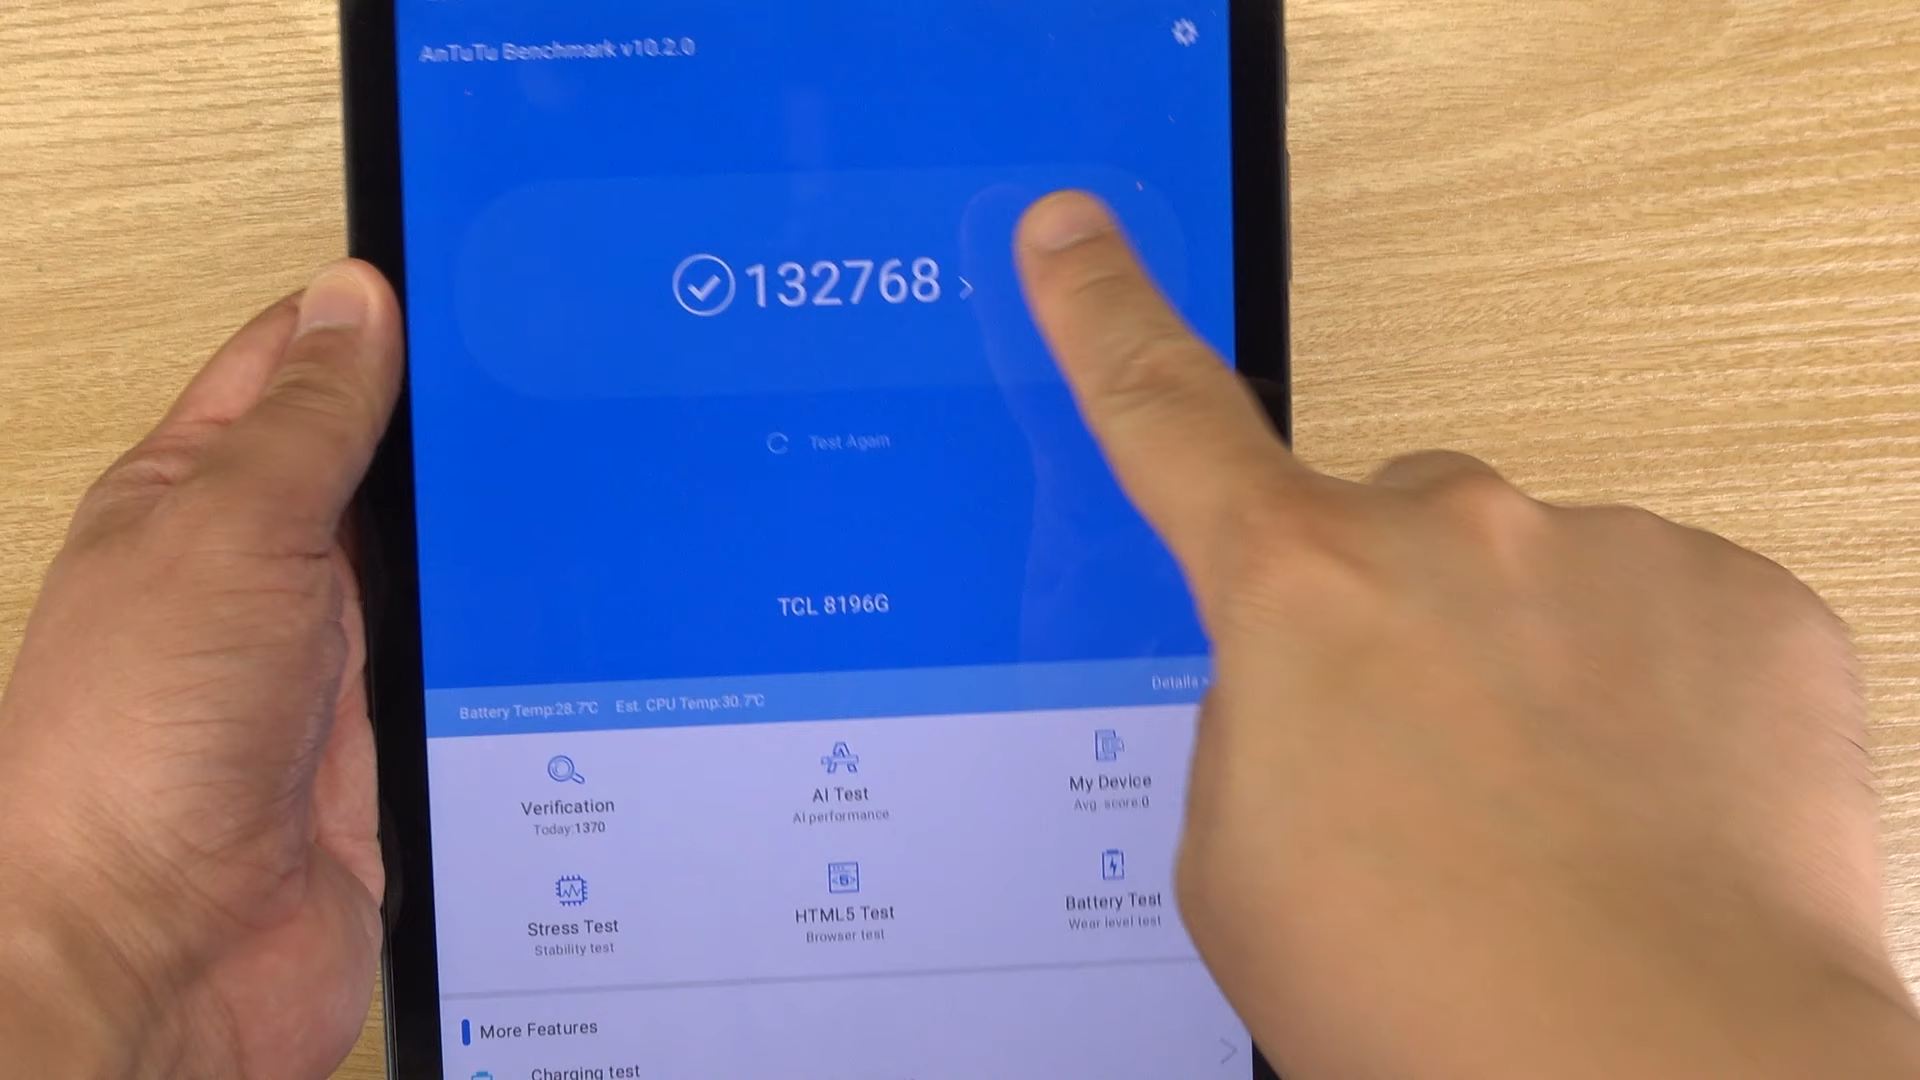 AnTuTu Benchmark v10.2.0
132768 >
Test Again
TCL 8196G
Battery Temp:28.7℃ Est. CPU Temp:30.7℃ Details >
Verification
Today:1370
AI Test
AI performance
My Device
Avg. score:0
Stress Test
Stability test
HTML5 Test
Browser test
Battery Test
Wear level test
More Features
Charging test